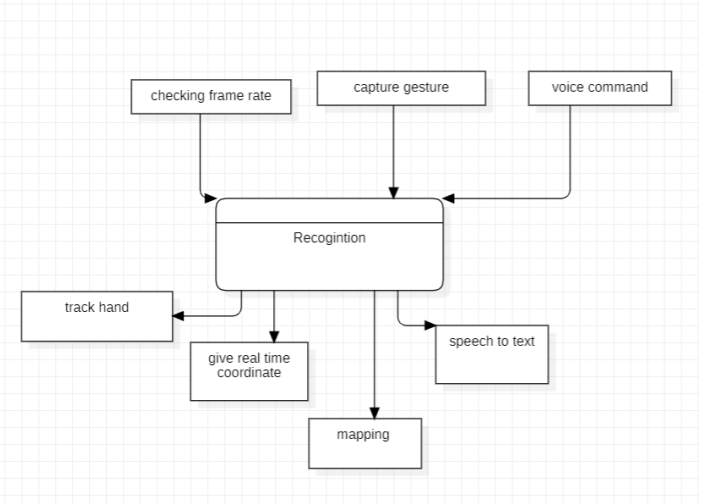 checking frame rate
capture gesture
voice command
Recogintion
track hand
give real time
coordinate
speech to text
mapping